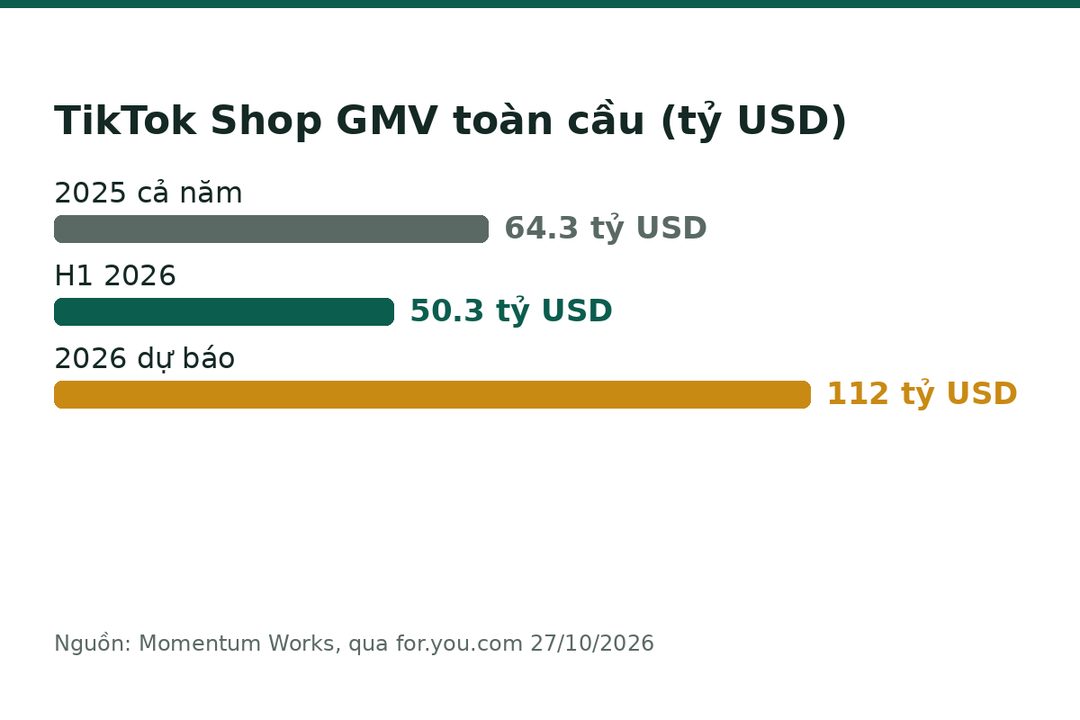 TikTok Shop GMV toàn cầu (tỷ USD)
2025 cả năm
64.3 tỷ USD
H1 2026
50.3 tỷ USD
2026 dự báo
112 tỷ USD
Nguồn: Momentum Works, qua for.you.com 27/10/2026